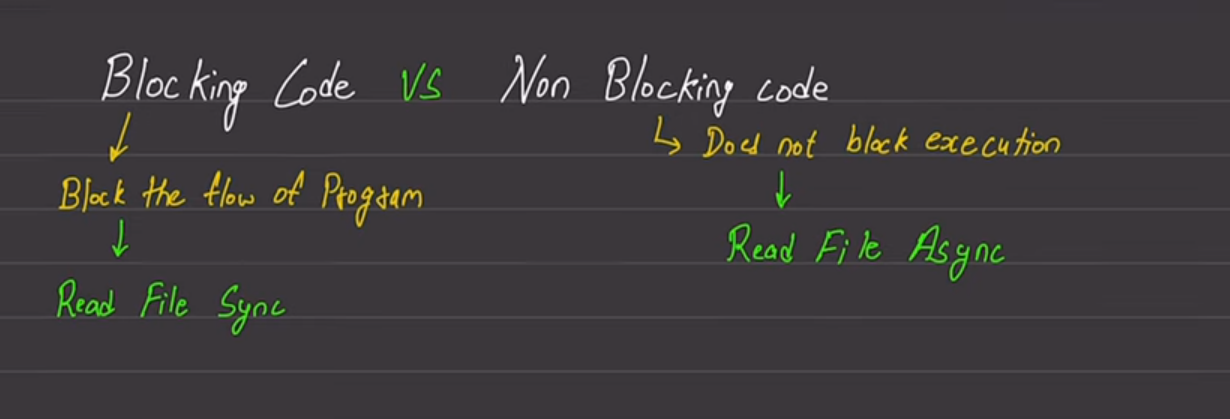 Blocking Code VS Non Blocking code
↓ Block the flow of Program
↓ Read File Sync
↳ Does not block execution
↓ Read File Async